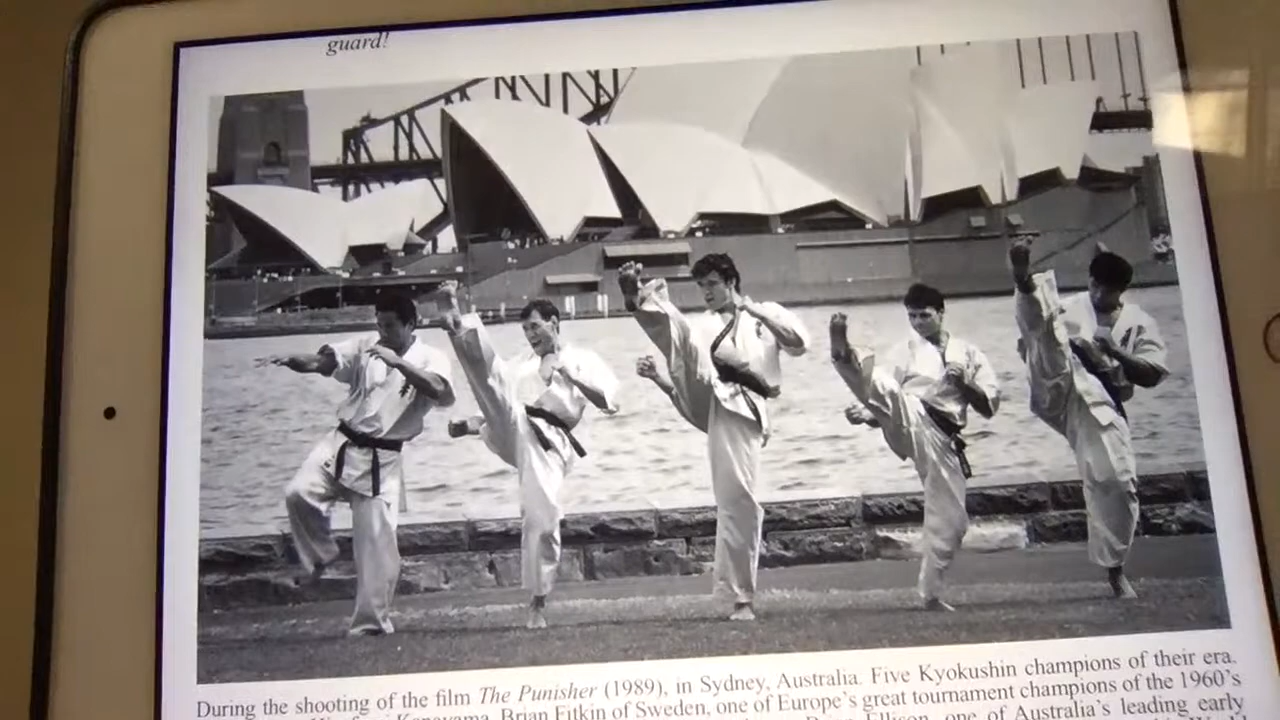 guard!
During the shooting of the film The Punisher (1989), in Sydney, Australia. Five Kyokushin champions of their era.
Kanayama, Brian Fitkin of Sweden, one of Europe's great tournament champions of the 1960's
Ellison, one of Australia's leading early